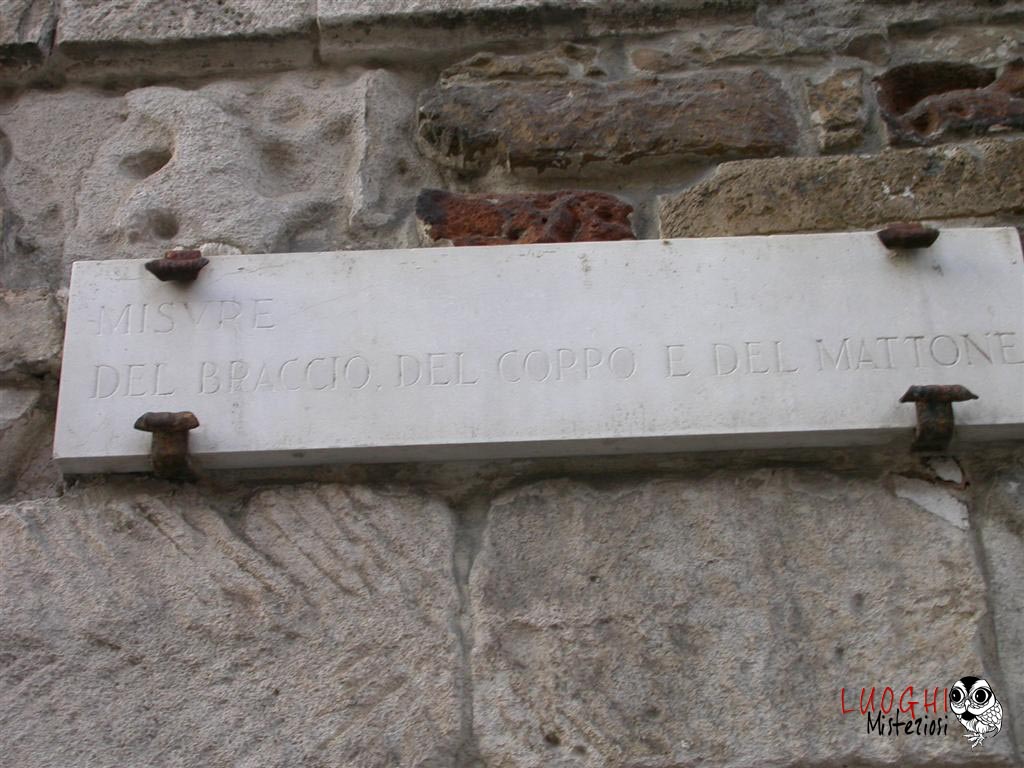 MISVRE
DEL BRACCIO, DEL COPPO E DEL MATTONE
LUOGHI
Misteriosi